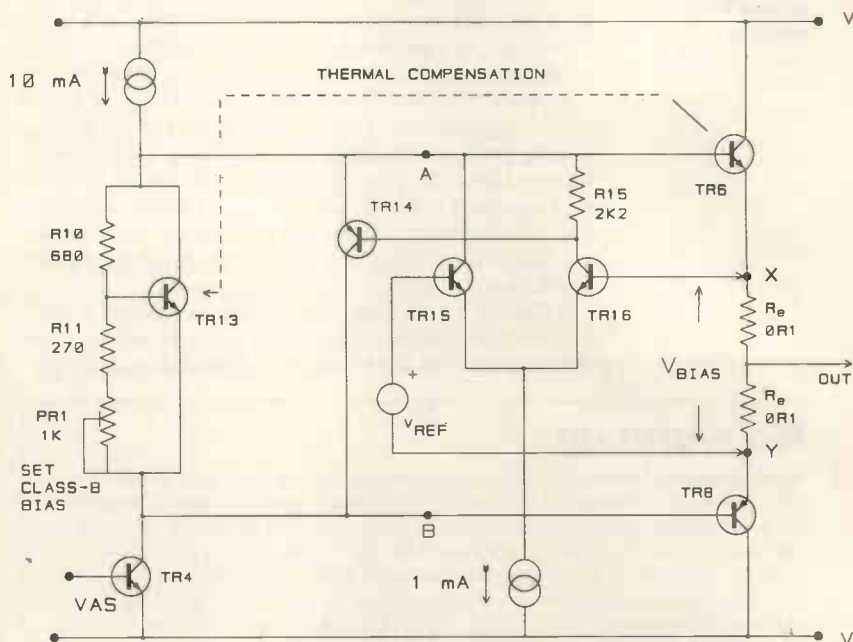 V
10 mA
THERMAL COMPENSATION
A
TR6
R15
2K2
TR14
R10
680
TR13
TR15
TR16
X
R11
270
Re
0R1
VBIAS
OUT
PR1
1K
+
VREF
Re
0R1
SET
CLASS-B
BIAS
Y
TR8
B
TR4
VAS
1 mA
V